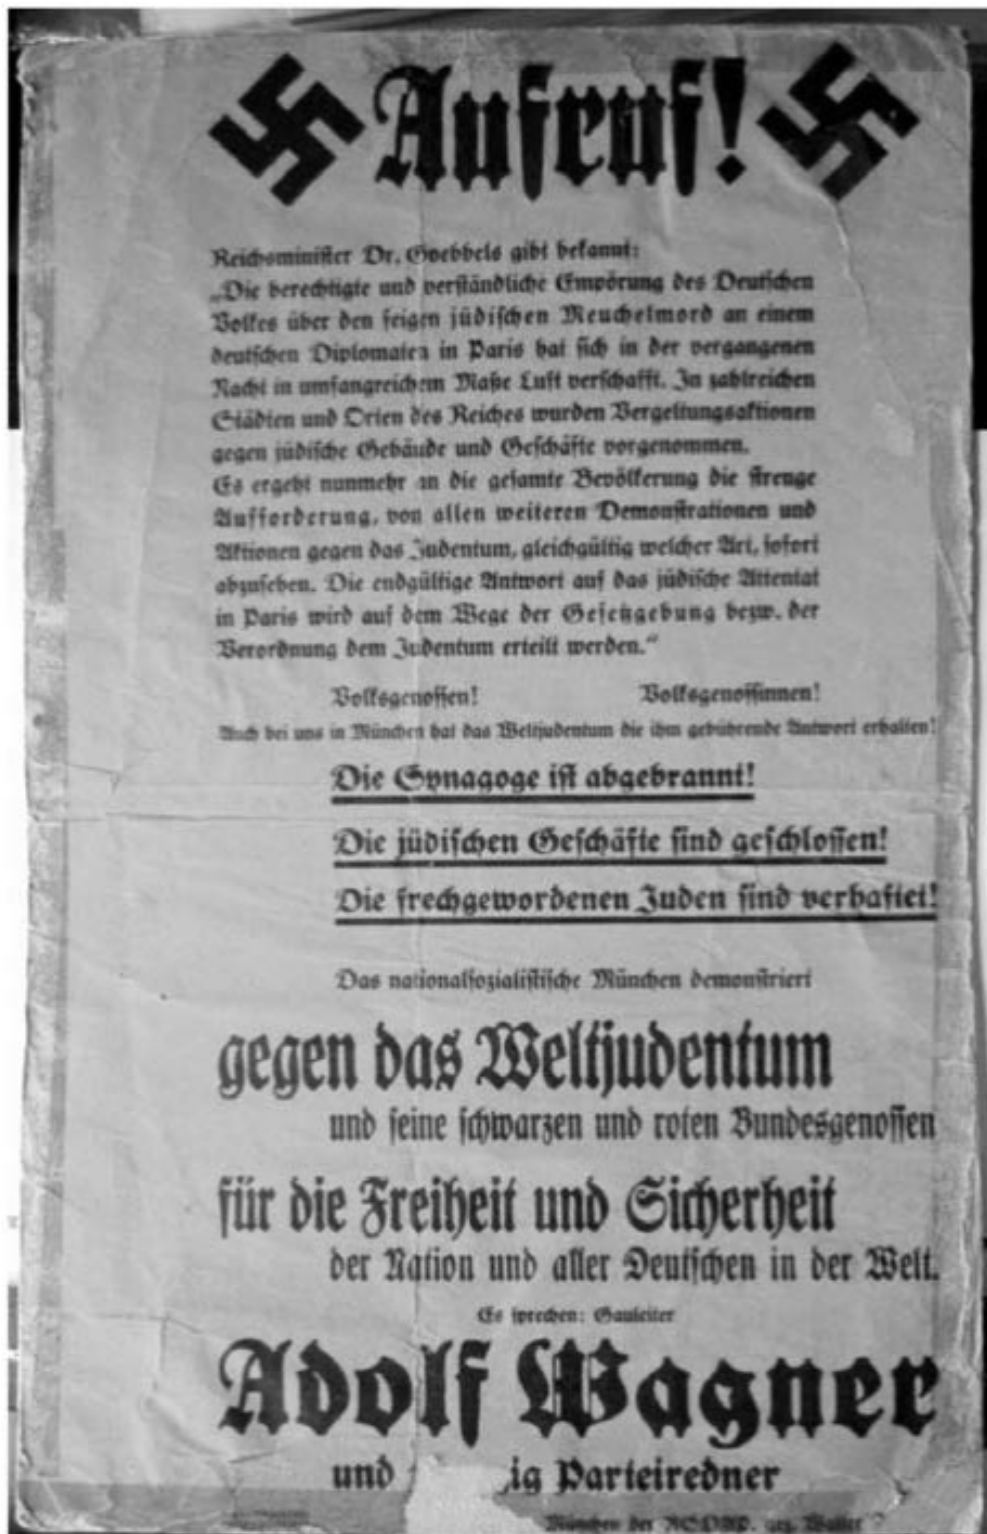 Aufruf!
Reichsminister Dr. Goebbels gibt bekannt:
„Die berechtigte und verständliche Empörung des Deutschen
Volkes über den feigen jüdischen Meuchelmord an einem
deutschen Diplomaten in Paris hat sich in der vergangenen
Nacht in umfangreichem Maße Luft verschafft. In zahlreichen
Städten und Orten des Reiches wurden Vergeltungsaktionen
gegen jüdische Gebäude und Geschäfte vorgenommen.
Es ergeht nunmehr an die gesamte Bevölkerung die strenge
Aufforderung, von allen weiteren Demonstrationen und
Aktionen gegen das Judentum, gleichgültig welcher Art, sofort
abzusehen. Die endgültige Antwort auf das jüdische Attentat
in Paris wird auf dem Wege der Gesetzgebung bezw. der
Verordnung dem Judentum erteilt werden.“
Volksgenossen! Volksgenossinnen!
Auch bei uns in München hat das Weltjudentum die ihm gebührende Antwort erhalten!
Die Synagoge ist abgebrannt!
Die jüdischen Geschäfte sind geschlossen!
Die frechgewordenen Juden sind verhaftet!
Das nationalsozialistische München demonstriert
gegen das Weltjudentum
und seine schwarzen und roten Bundesgenossen
für die Freiheit und Sicherheit
der Nation und aller Deutschen in der Welt.
Es sprechen: Gauleiter
Adolf Wagner
und ig Parteiredner
München der NSDAP. gez.